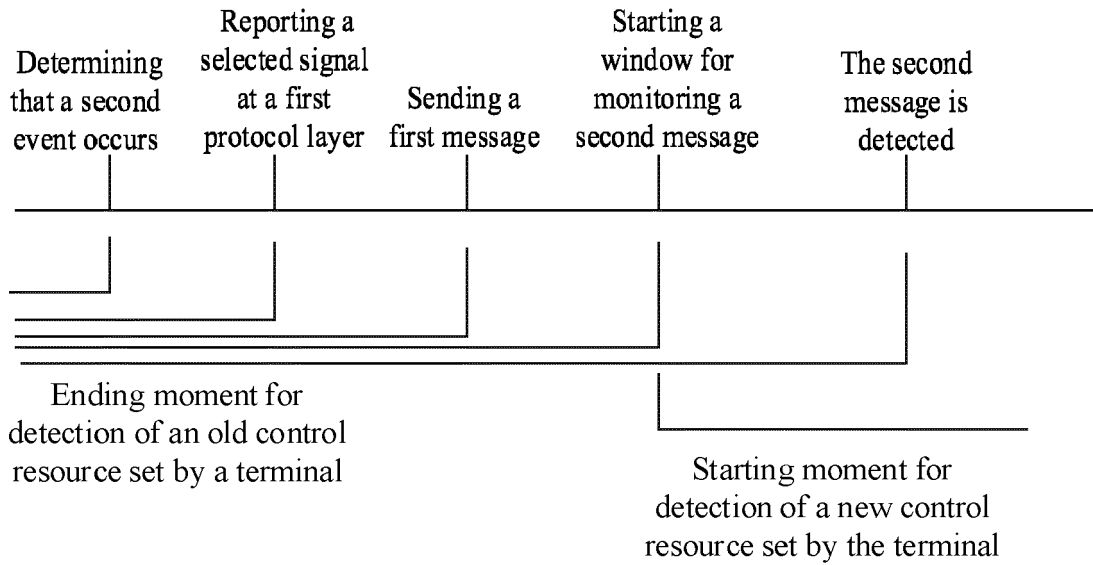 Determining
that a second
event occurs
Reporting a
selected signal
at a first
protocol layer
Sending a
first message
Starting a
window for
monitoring a
second message
The second
message is
detected
Ending moment for
detection of an old control
resource set by a terminal
Starting moment for
detection of a new control
resource set by the terminal